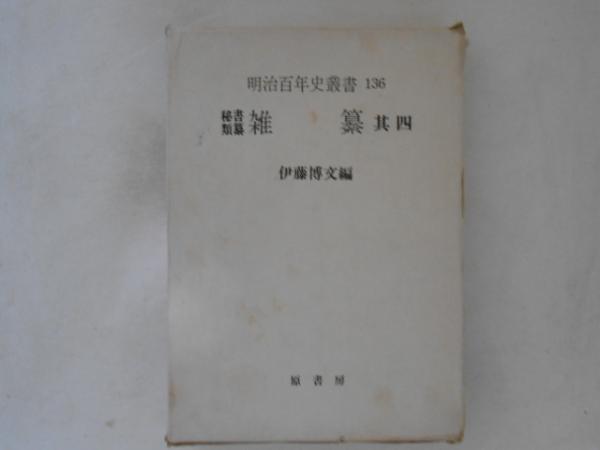 明治百年史叢書 136
秘書類纂 雑纂 其四
伊藤博文編
原書房